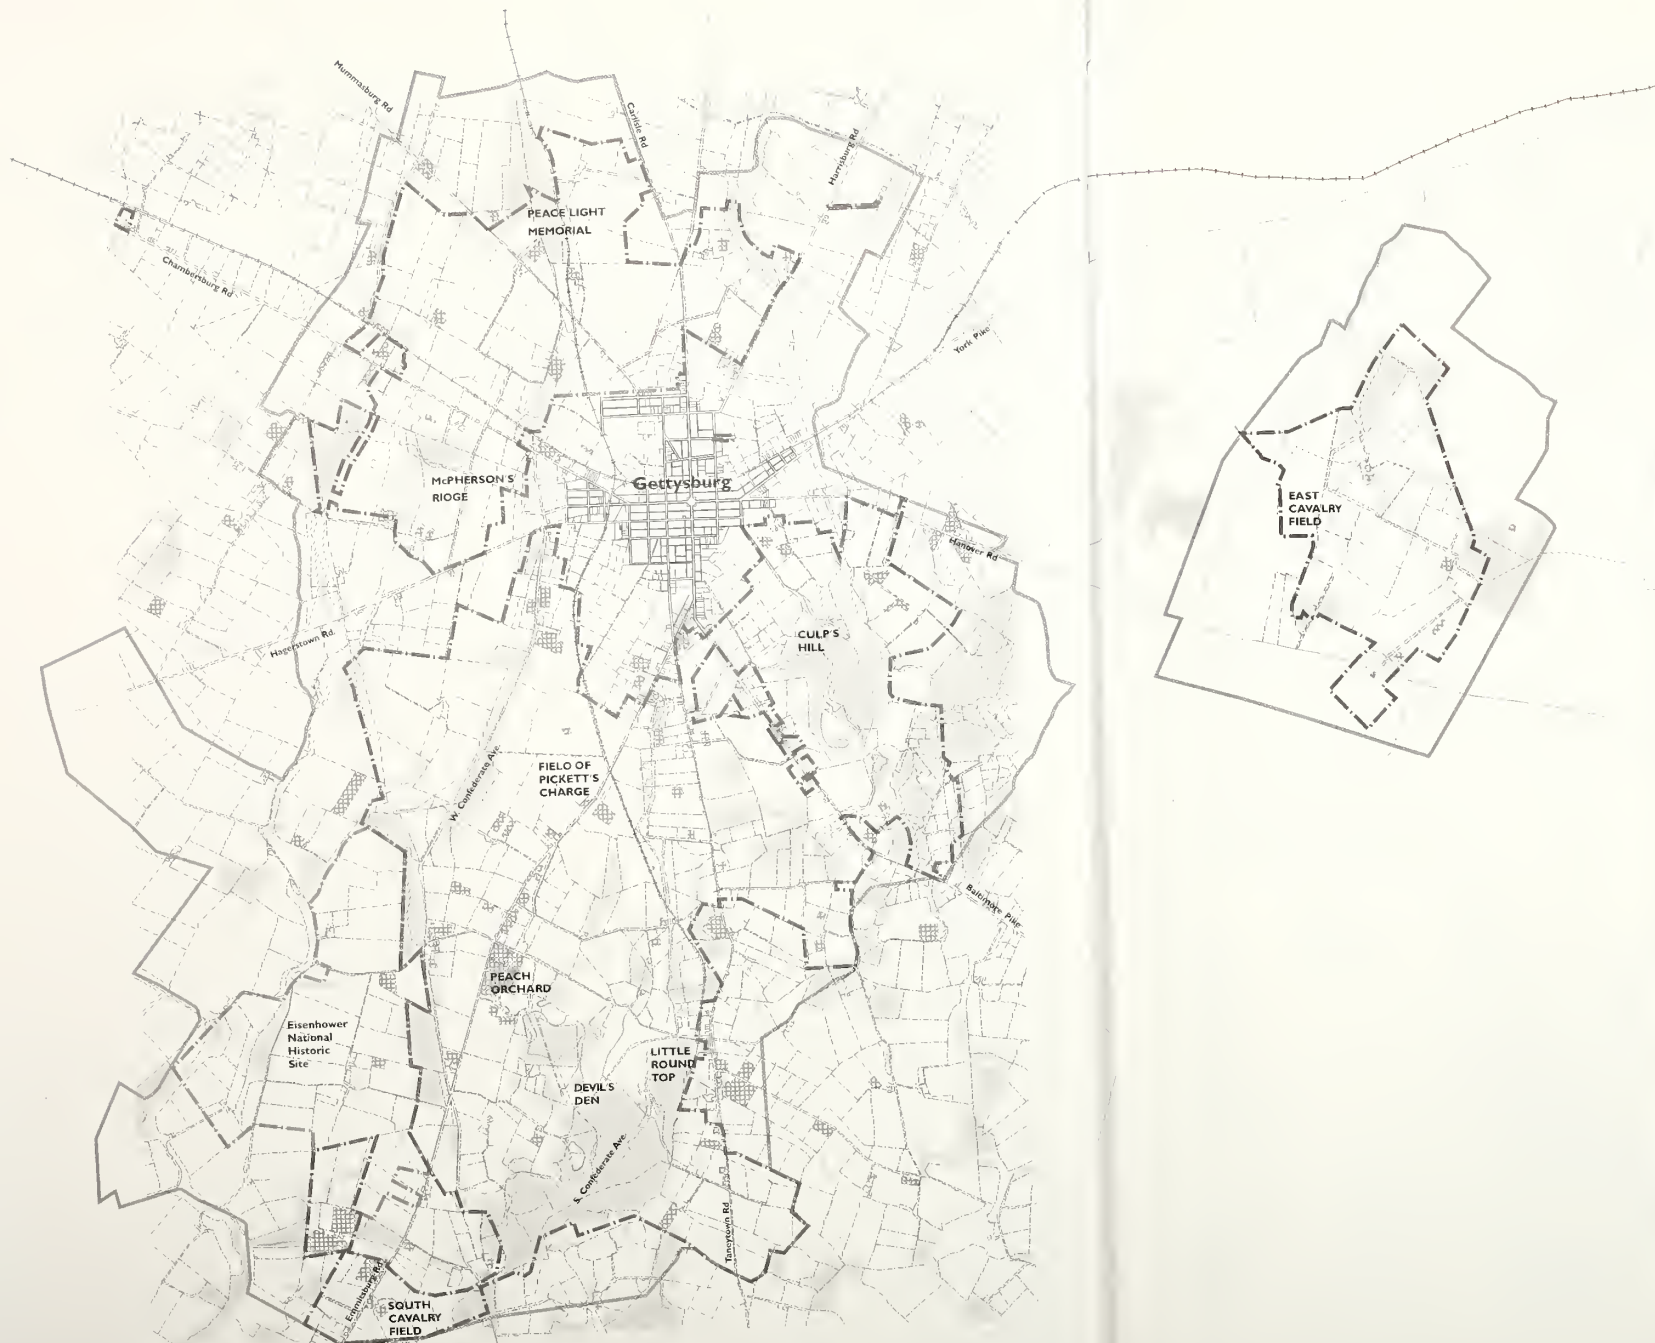 Mummasburg Rd
Carlisle Rd
Harrisburg Rd
PEACE LIGHT
MEMORIAL
Chambersburg Rd
York Pike
McPHERSON'S
RIOGE
Gettysburg
EAST
CAVALRY
FIELD
Hanover Rd
Hagerstown Rd.
CULP'S
HILL
W. Confederate Ave.
FIELO OF
PICKETT'S
CHARGE
Baltimore Pike
PEACH
ORCHARD
Eisenhower
National
Historic
Site
LITTLE
ROUND
TOP
DEVIL'S
DEN
S. Confederate Ave.
Taneytown Rd
Emmitsburg Rd
SOUTH
CAVALRY
FIELD